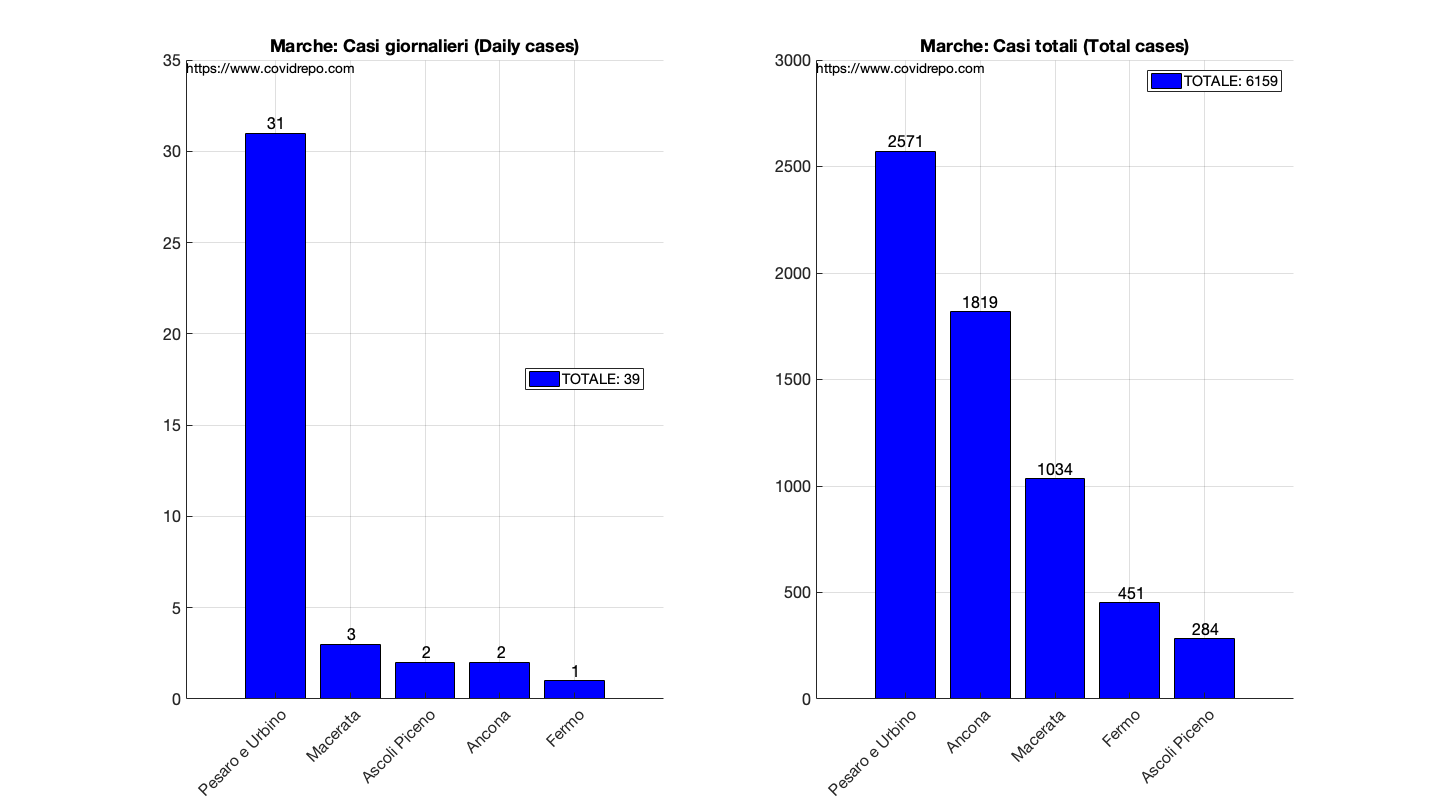 Marche: Casi giornalieri (Daily cases)
https://www.covidrepo.com
35
30
25
20
15
10
5
0
31
3
2
2
1
TOTALE: 39
Pesaro e Urbino
Macerata
Ascoli Piceno
Ancona
Fermo
Marche: Casi totali (Total cases)
https://www.covidrepo.com
TOTALE: 6159
3000
2500
2000
1500
1000
500
0
2571
1819
1034
451
284
Pesaro e Urbino
Ancona
Macerata
Fermo
Ascoli Piceno